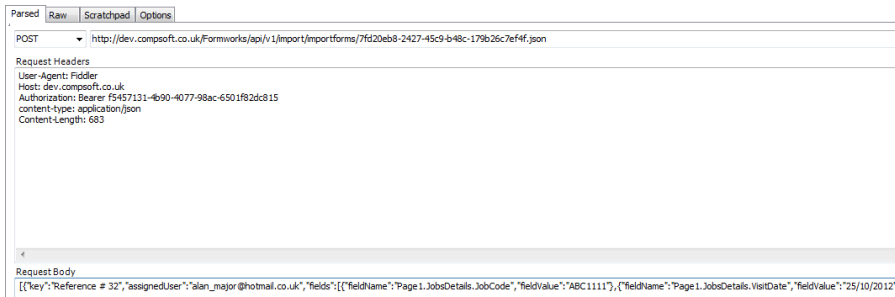 Parsed Raw Scratchpad Options
POST http://dev.compsoft.co.uk/Formworks/api/v1/import/importforms/7fd20eb8-2427-45c9-b48c-179b26c7ef4f.json
Request Headers
User-Agent: Fiddler
Host: dev.compsoft.co.uk
Authorization: Bearer f5457131-4b90-4077-98ac-6501f82dc815
content-type: application/json
Content-Length: 683
Request Body
[{"key":"Reference # 32","assignedUser":"alan_major@hotmail.co.uk","fields":[{"fieldName":"Page1.JobsDetails.JobCode","fieldValue":"ABC1111"},{"fieldName":"Page1.JobsDetails.VisitDate","fieldValue":"25/10/2012"